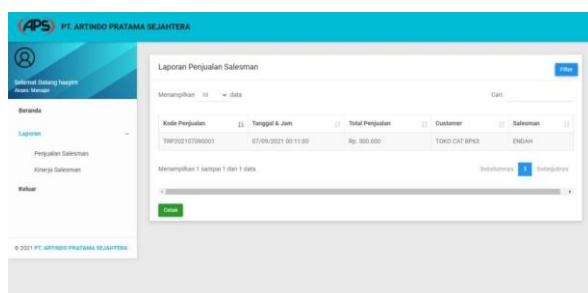 APS PT. ARTINDO PRATAMA SEJAHTERA
Selamat Datang hasyim
Akses: Manajer
Beranda
Laporan
Penjualan Salesman
Kinerja Salesman
Keluar
© 2021 PT. ARTINDO PRATAMA SEJAHTERA
Laporan Penjualan Salesman
Filter
Menampilkan 10 data
Cari:
Kode Penjualan Tanggal & Jam Total Penjualan Customer Salesman
TRP202107090001 07/09/2021 00:11:00 Rp. 500.000 TOKO CAT BP63 ENDAH
Menampilkan 1 sampai 1 dari 1 data
Sebelumnya 1 Selanjutnya
Cetak